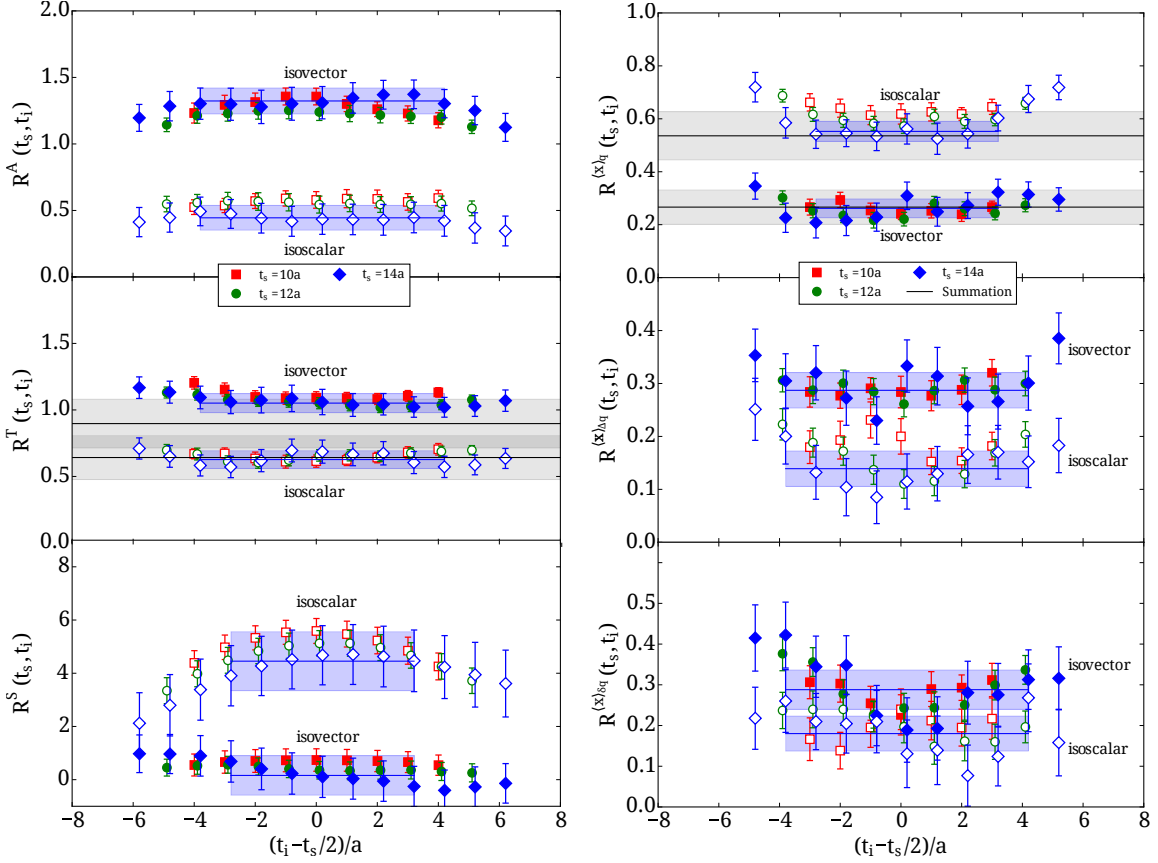 2.0
1.5
1.0
0.5
0.0
R^A (t_s, t_i)
isovector
isoscalar
t_s =10a
t_s =12a
t_s =14a
1.5
1.0
0.5
0.0
R^T (t_s, t_i)
isovector
isoscalar
8
6
4
2
0
R^S (t_s, t_i)
isoscalar
isovector
−8 −6 −4 −2 0 2 4 6 8
(t_i−t_s/2)/a
1.0
0.8
0.6
0.4
0.2
0.0
R^⟨x⟩_q (t_s, t_i)
isoscalar
isovector
t_s =10a
t_s =12a
t_s =14a
Summation
0.4
0.3
0.2
0.1
0.0
R^⟨x⟩_Δq (t_s, t_i)
isovector
isoscalar
0.5
0.4
0.3
0.2
0.1
0.0
R^⟨x⟩_δq (t_s, t_i)
isovector
isoscalar
−8 −6 −4 −2 0 2 4 6 8
(t_i−t_s/2)/a